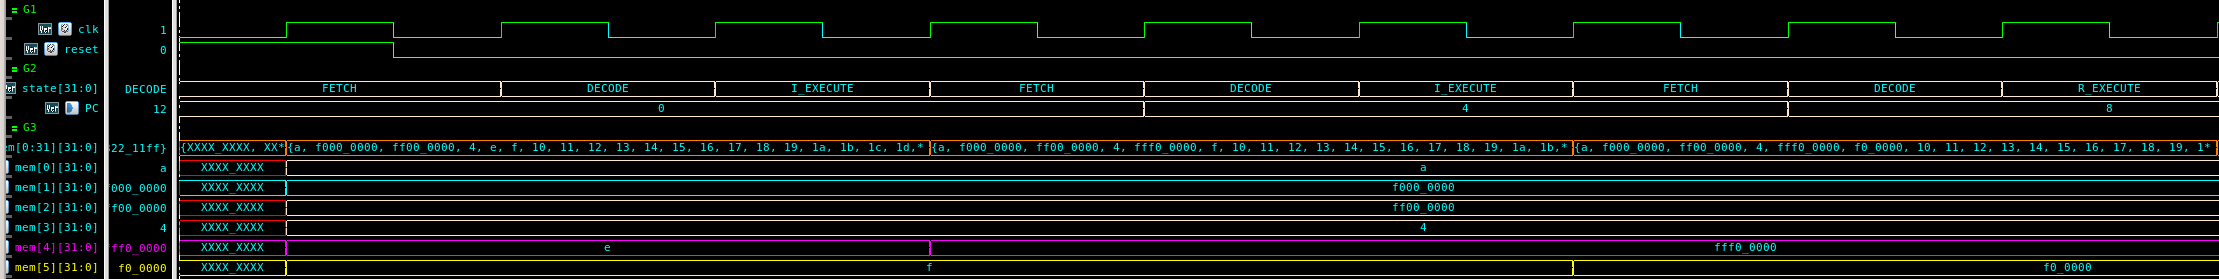 G1
Ver clk 1
Ver reset 0
G2
Ver state[31:0] DECODE FETCH DECODE I_EXECUTE FETCH DECODE I_EXECUTE FETCH DECODE R_EXECUTE
Ver PC 12 0 4 8
G3
em[0:31][31:0] 22_11ff} {XXXX_XXXX, XX* {a, f000_0000, ff00_0000, 4, e, f, 10, 11, 12, 13, 14, 15, 16, 17, 18, 19, 1a, 1b, 1c, 1d,* {a, f000_0000, ff00_0000, 4, fff0_0000, f, 10, 11, 12, 13, 14, 15, 16, 17, 18, 19, 1a, 1b,* {a, f000_0000, ff00_0000, 4, fff0_0000, f0_0000, 10, 11, 12, 13, 14, 15, 16, 17, 18, 19, 1*
mem[0][31:0] a XXXX_XXXX a
mem[1][31:0] f000_0000 XXXX_XXXX f000_0000
mem[2][31:0] ff00_0000 XXXX_XXXX ff00_0000
mem[3][31:0] 4 XXXX_XXXX 4
mem[4][31:0] ff0_0000 XXXX_XXXX e fff0_0000
mem[5][31:0] f0_0000 XXXX_XXXX f f0_0000